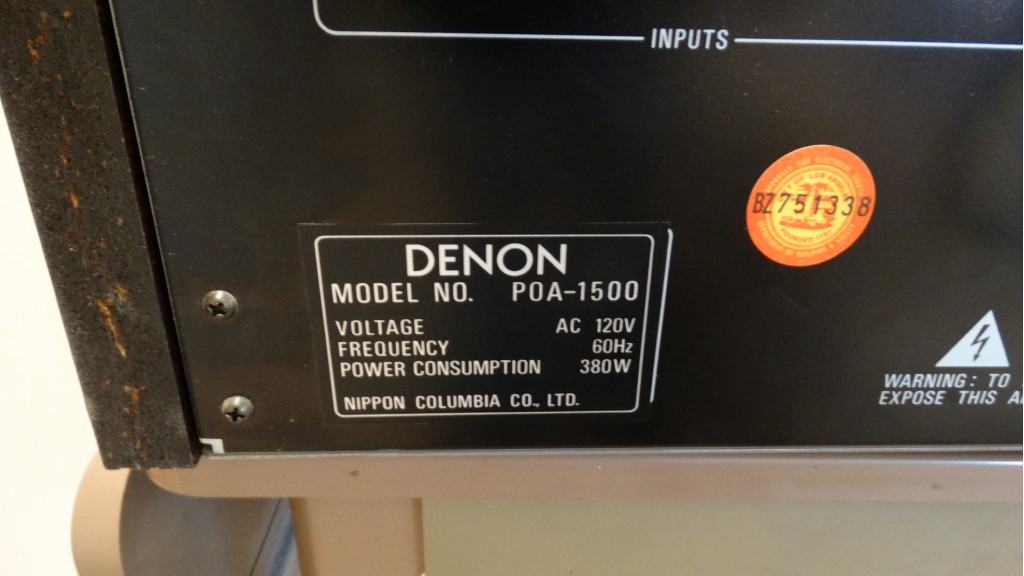 INPUTS
BZ751338
DENON
MODEL NO. POA-1500
VOLTAGE AC 120V
FREQUENCY 60Hz
POWER CONSUMPTION 380W
NIPPON COLUMBIA CO., LTD.
WARNING: TO
EXPOSE THIS